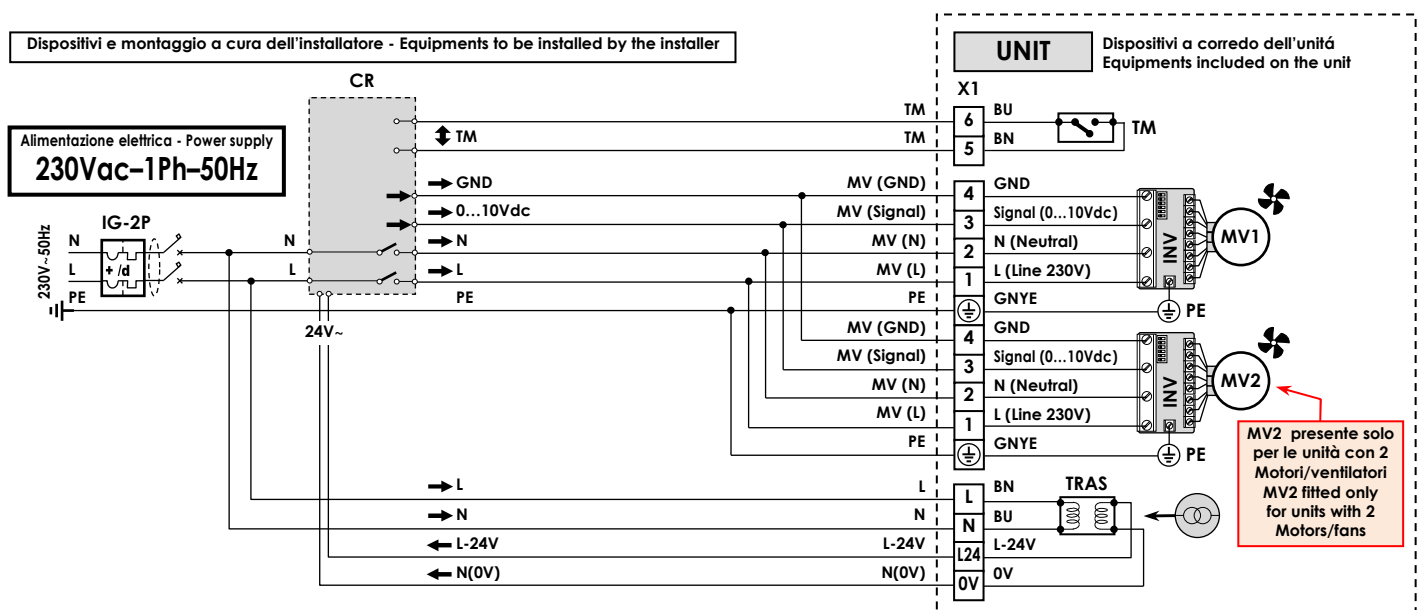 Dispositivi e montaggio a cura dell'installatore - Equipments to be installed by the installer
UNIT
Dispositivi a corredo dell'unitá
Equipments included on the unit
CR
X1
Alimentazione elettrica - Power supply
230Vac–1Ph–50Hz
TM
TM
TM
6
5
BU
BN
TM
GND
0…10Vdc
N
L
PE
MV (GND)
MV (Signal)
MV (N)
MV (L)
PE
4
3
2
1
GND
Signal (0…10Vdc)
N (Neutral)
L (Line 230V)
GNYE
INV
MV1
PE
IG-2P
230V~50Hz
N
L
PE
+ /d
N
L
24V~
MV (GND)
MV (Signal)
MV (N)
MV (L)
PE
4
3
2
1
GND
Signal (0…10Vdc)
N (Neutral)
L (Line 230V)
GNYE
INV
MV2
PE
MV2 presente solo
per le unità con 2
Motori/ventilatori
MV2 fitted only
for units with 2
Motors/fans
L
N
L-24V
N(0V)
L
N
L-24V
N(0V)
L
N
L24
0V
BN
BU
L-24V
0V
TRAS